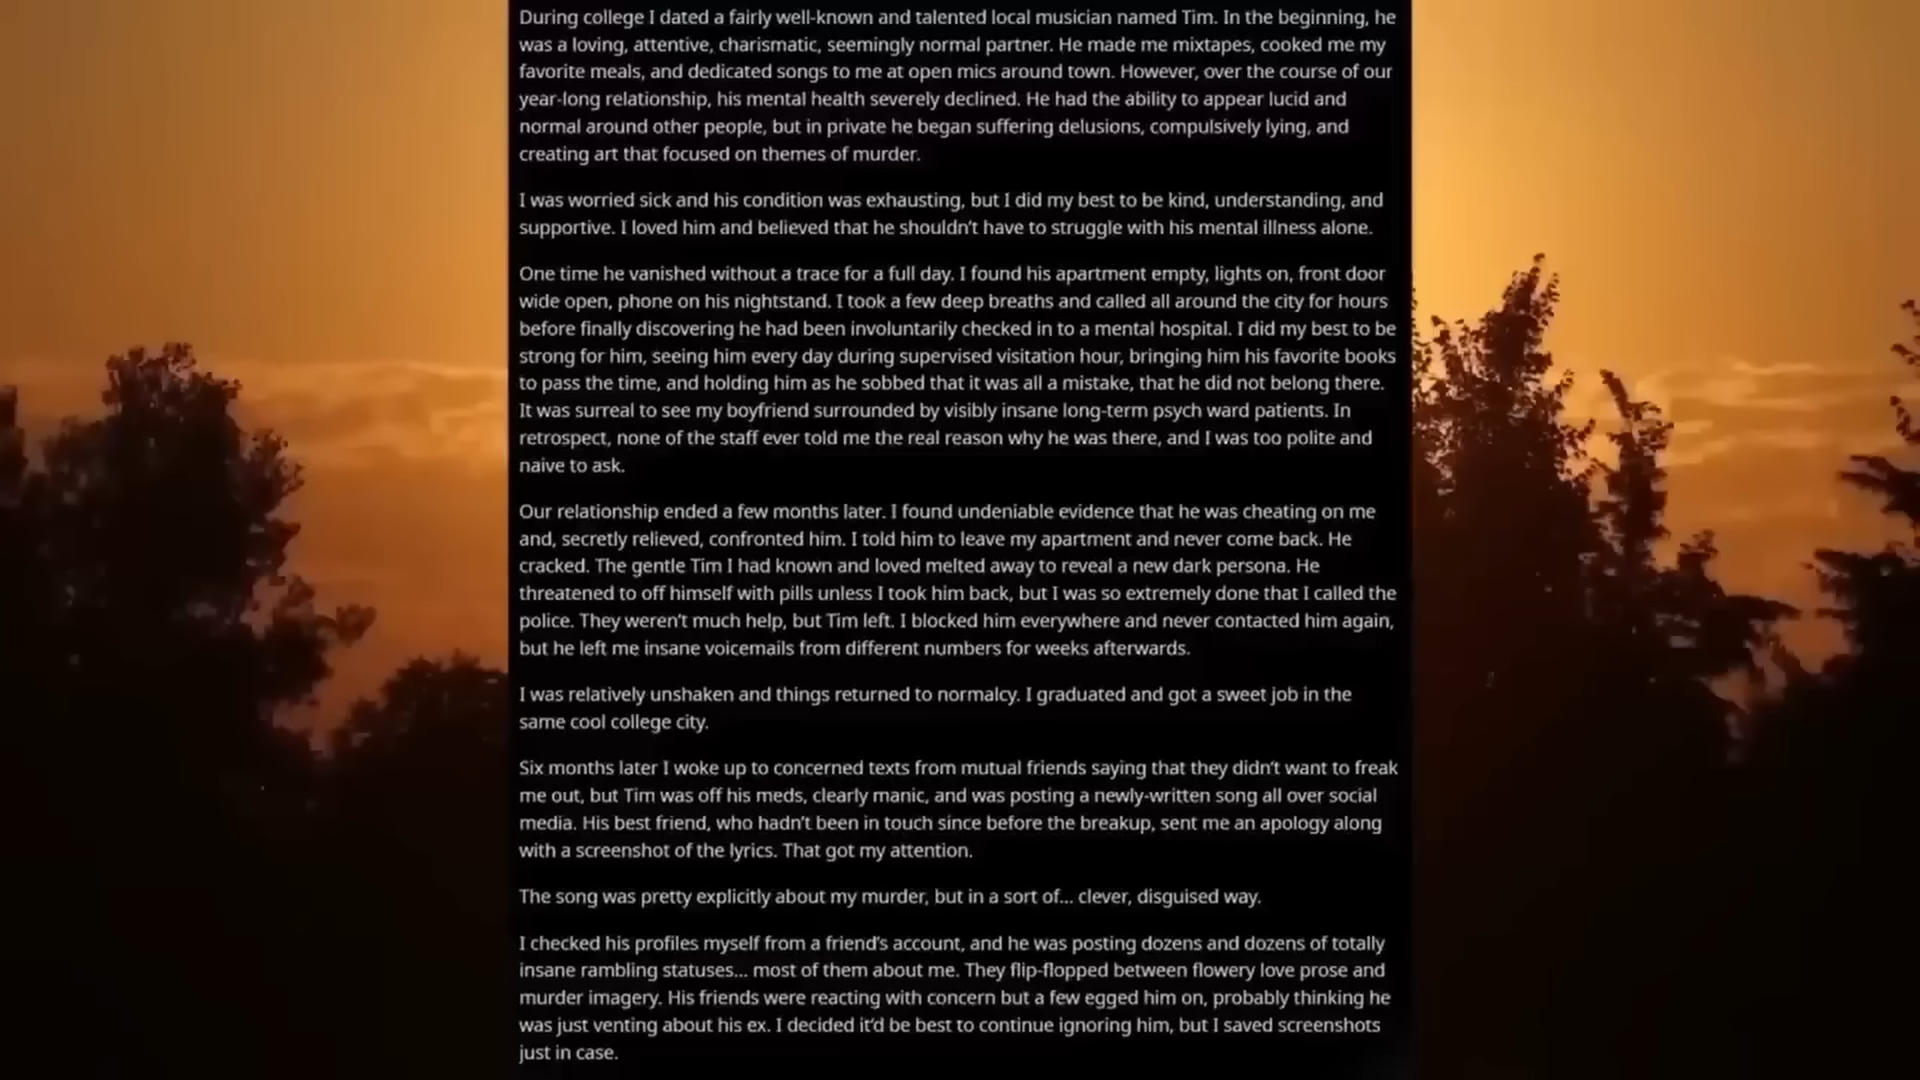 During college I dated a fairly well-known and talented local musician named Tim. In the beginning, he
was a loving, attentive, charismatic, seemingly normal partner. He made me mixtapes, cooked me my
favorite meals, and dedicated songs to me at open mics around town. However, over the course of our
year-long relationship, his mental health severely declined. He had the ability to appear lucid and
normal around other people, but in private he began suffering delusions, compulsively lying, and
creating art that focused on themes of murder.
I was worried sick and his condition was exhausting, but I did my best to be kind, understanding, and
supportive. I loved him and believed that he shouldn't have to struggle with his mental illness alone.
One time he vanished without a trace for a full day. I found his apartment empty, lights on, front door
wide open, phone on his nightstand. I took a few deep breaths and called all around the city for hours
before finally discovering he had been involuntarily checked in to a mental hospital. I did my best to be
strong for him, seeing him every day during supervised visitation hour, bringing him his favorite books
to pass the time, and holding him as he sobbed that it was all a mistake, that he did not belong there.
It was surreal to see my boyfriend surrounded by visibly insane long-term psych ward patients. In
retrospect, none of the staff ever told me the real reason why he was there, and I was too polite and
naive to ask.
Our relationship ended a few months later. I found undeniable evidence that he was cheating on me
and, secretly relieved, confronted him. I told him to leave my apartment and never come back. He
cracked. The gentle Tim I had known and loved melted away to reveal a new dark persona. He
threatened to off himself with pills unless I took him back, but I was so extremely done that I called the
police. They weren't much help, but Tim left. I blocked him everywhere and never contacted him again,
but he left me insane voicemails from different numbers for weeks afterwards.
I was relatively unshaken and things returned to normalcy. I graduated and got a sweet job in the
same cool college city.
Six months later I woke up to concerned texts from mutual friends saying that they didn't want to freak
me out, but Tim was off his meds, clearly manic, and was posting a newly-written song all over social
media. His best friend, who hadn't been in touch since before the breakup, sent me an apology along
with a screenshot of the lyrics. That got my attention.
The song was pretty explicitly about my murder, but in a sort of... clever, disguised way.
I checked his profiles myself from a friend's account, and he was posting dozens and dozens of totally
insane rambling statuses... most of them about me. They flip-flopped between flowery love prose and
murder imagery. His friends were reacting with concern but a few egged him on, probably thinking he
was just venting about his ex. I decided it'd be best to continue ignoring him, but I saved screenshots
just in case.